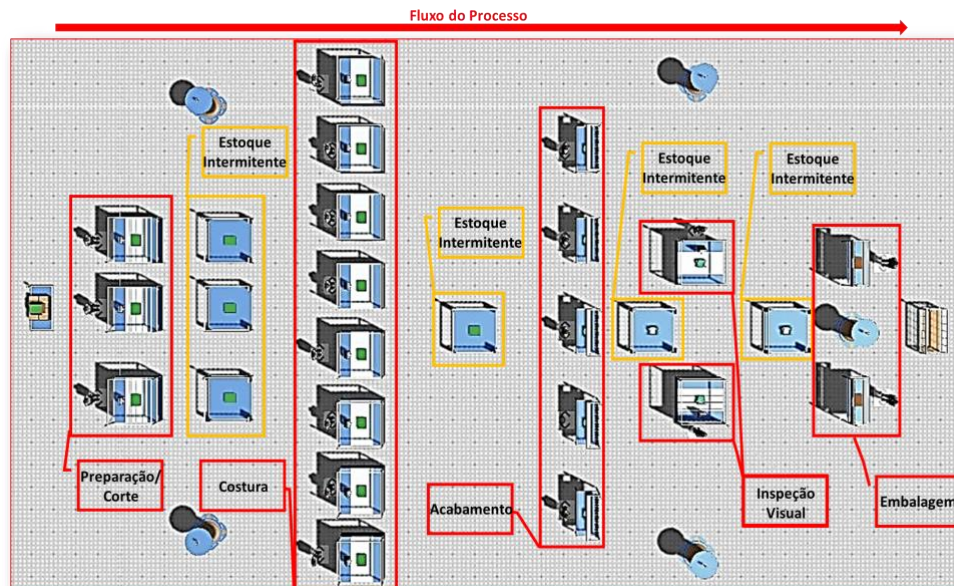 Fluxo do Processo
Estoque
Intermitente
Estoque
Intermitente
Estoque
Intermitente
Estoque
Intermitente
Preparação/
Corte
Costura
Acabamento
Inspeção
Visual
Embalagem